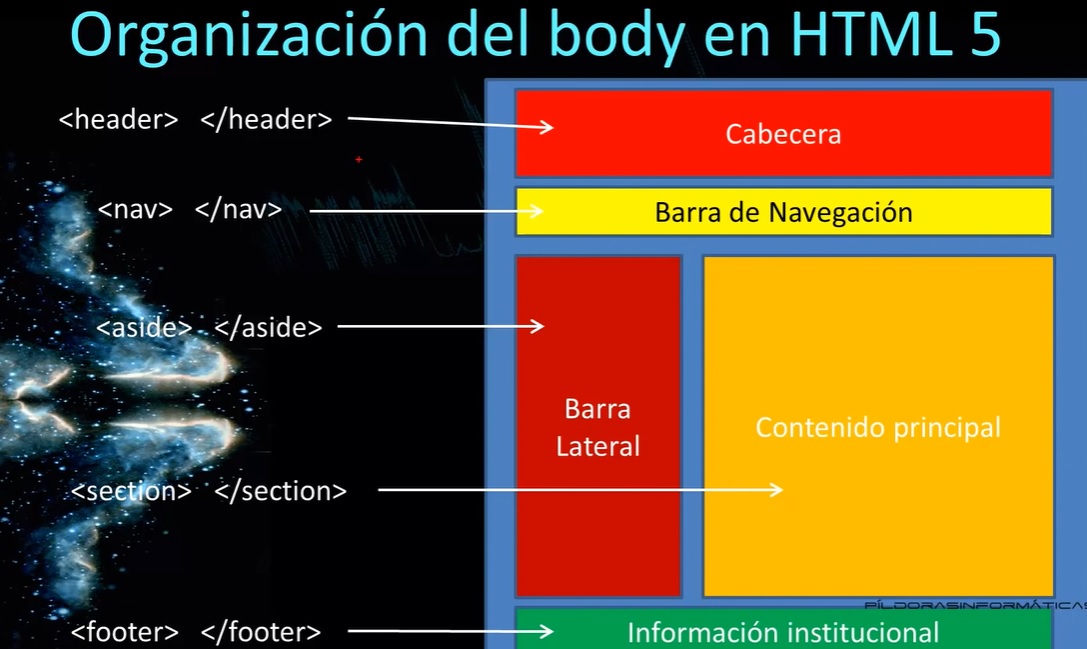 Organización del body en HTML 5
<header> </header>
Cabecera
<nav> </nav>
Barra de Navegación
<aside> </aside>
Barra
Lateral
Contenido principal
<section> </section>
PÍLDORASINFORMÁTICAS
<footer> </footer>
Información institucional